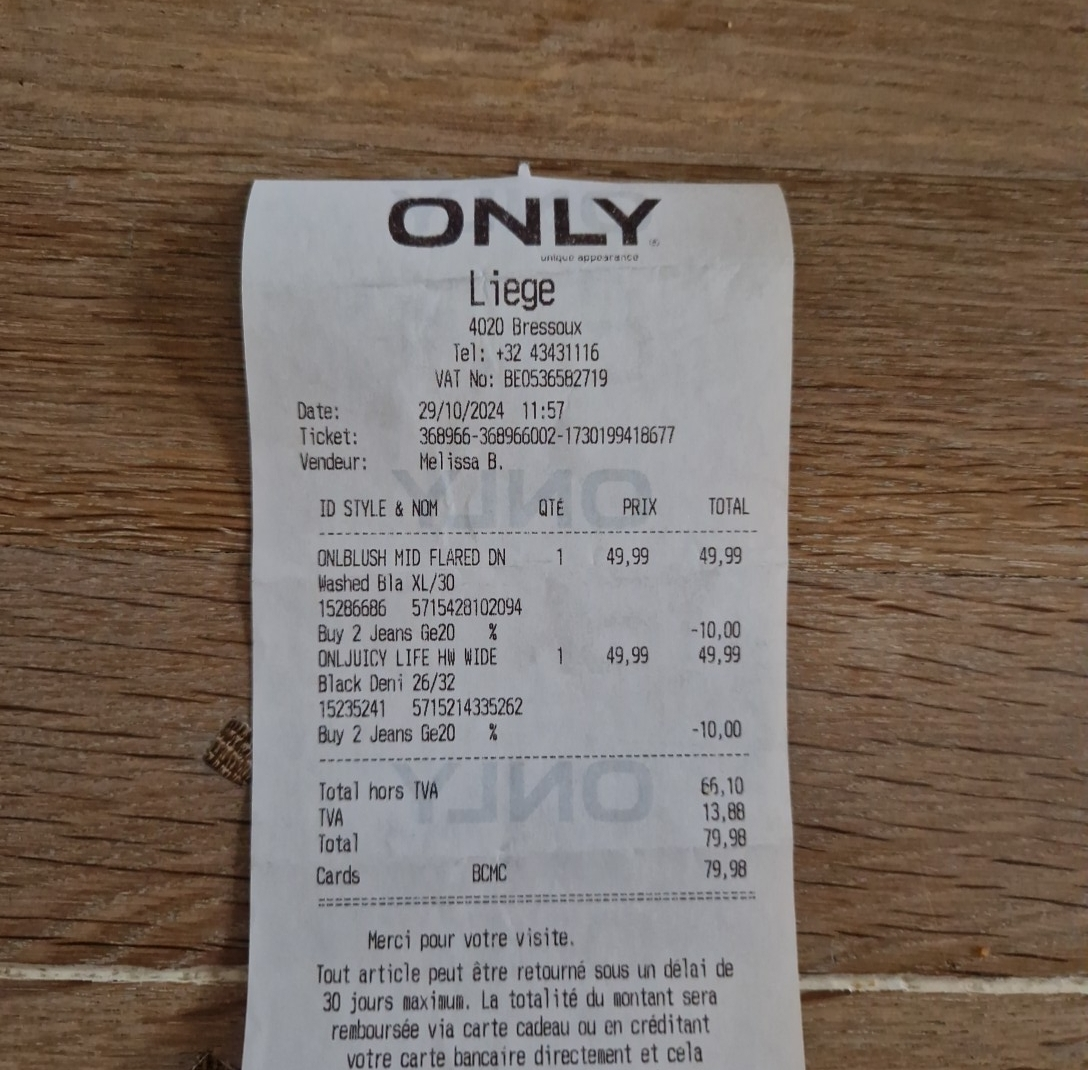 ONLY
unique appearance
Liege
4020 Bressoux
Tel: +32 43431116
VAT No: BE0536582719
Date: 29/10/2024 11:57
Ticket: 368966-368966002-1730199418677
Vendeur: Melissa B.
ID STYLE & NOM QTÉ PRIX TOTAL
ONLBLUSH MID FLARED DN 1 49,99 49,99
Washed Bla XL/30
15286686 5715428102094
Buy 2 Jeans Ge20 % -10,00
ONLJUICY LIFE HW WIDE 1 49,99 49,99
Black Deni 26/32
15235241 5715214335262
Buy 2 Jeans Ge20 % -10,00
Total hors TVA 66,10
TVA 13,88
Total 79,98
Cards BCMC 79,98
Merci pour votre visite.
Tout article peut être retourné sous un délai de
30 jours maximum. La totalité du montant sera
remboursée via carte cadeau ou en créditant
votre carte bancaire directement et cela